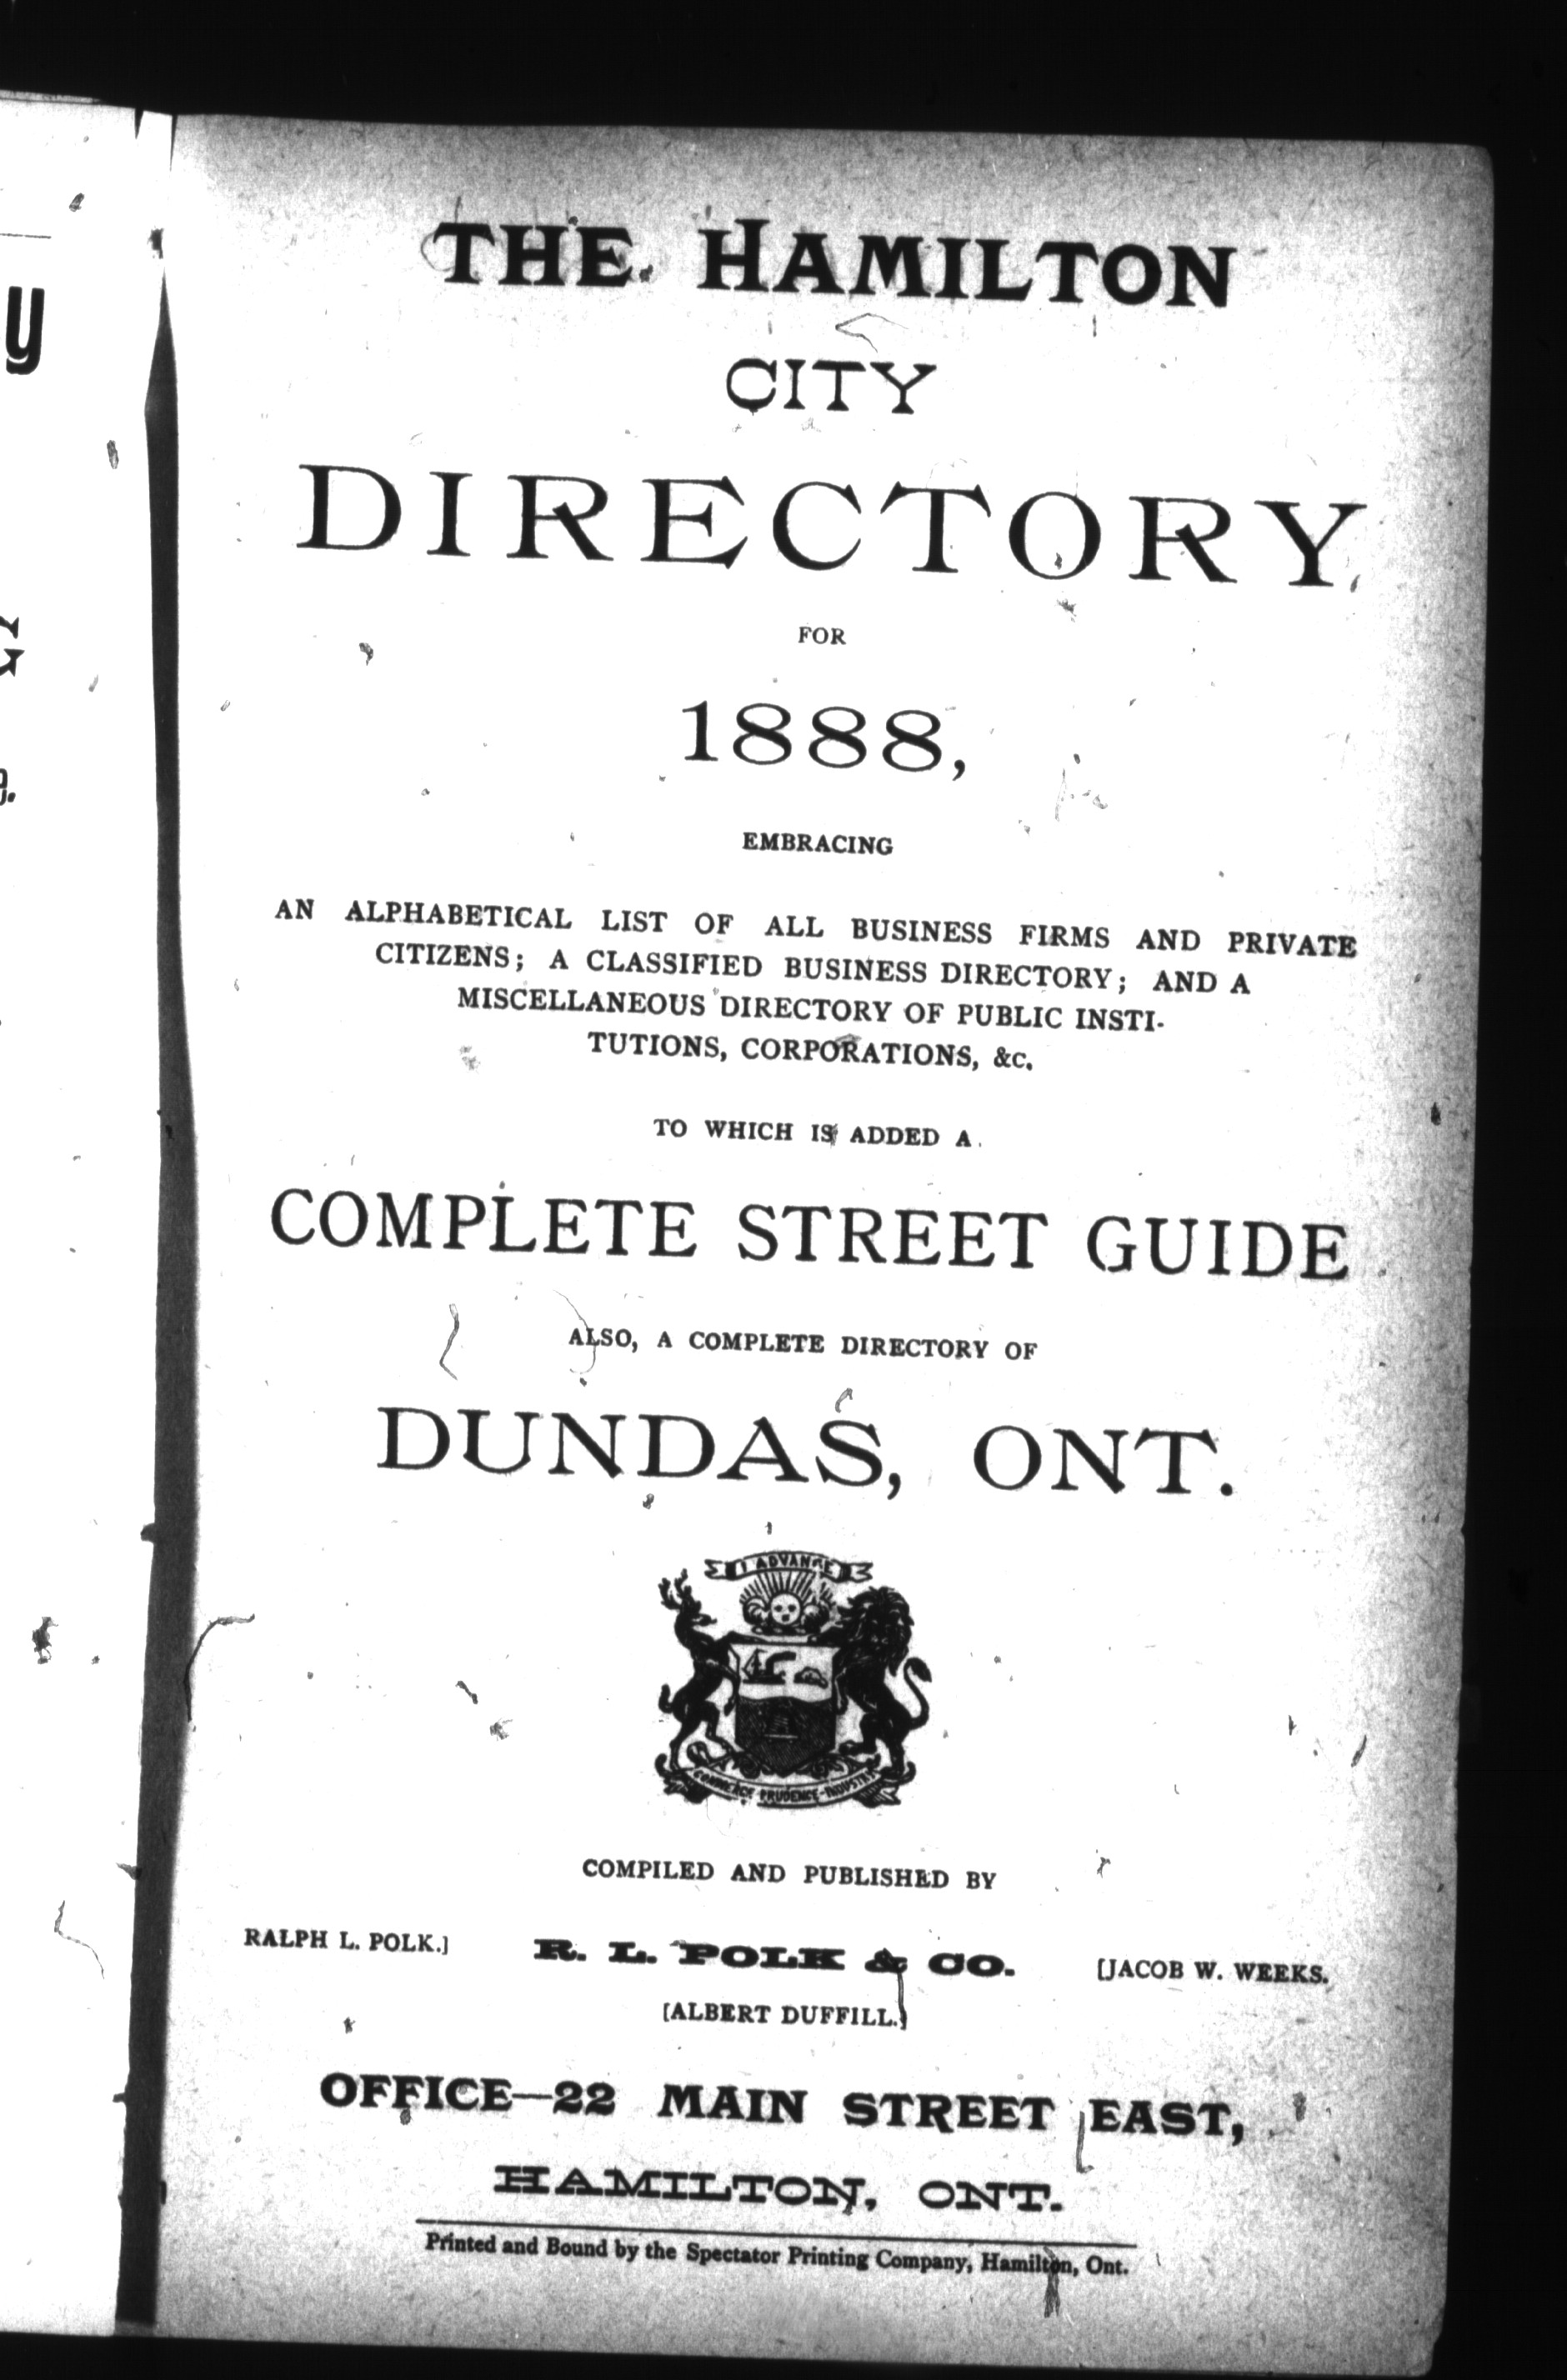 THE HAMILTON
CITY
DIRECTORY
FOR
1888,
EMBRACING
AN ALPHABETICAL LIST OF ALL BUSINESS FIRMS AND PRIVATE
CITIZENS; A CLASSIFIED BUSINESS DIRECTORY; AND A
MISCELLANEOUS DIRECTORY OF PUBLIC INSTI-
TUTIONS, CORPORATIONS, &c.
TO WHICH IS ADDED A
COMPLETE STREET GUIDE
ALSO, A COMPLETE DIRECTORY OF
DUNDAS, ONT.
I ADVANCE
COMMERCE PRUDENCE-INDUSTRY
COMPILED AND PUBLISHED BY
RALPH L. POLK.] R. L. POLK & CO. [JACOB W. WEEKS.
[ALBERT DUFFILL.]
OFFICE—22 MAIN STREET EAST,
HAMILTON, ONT.
Printed and Bound by the Spectator Printing Company, Hamilton, Ont.